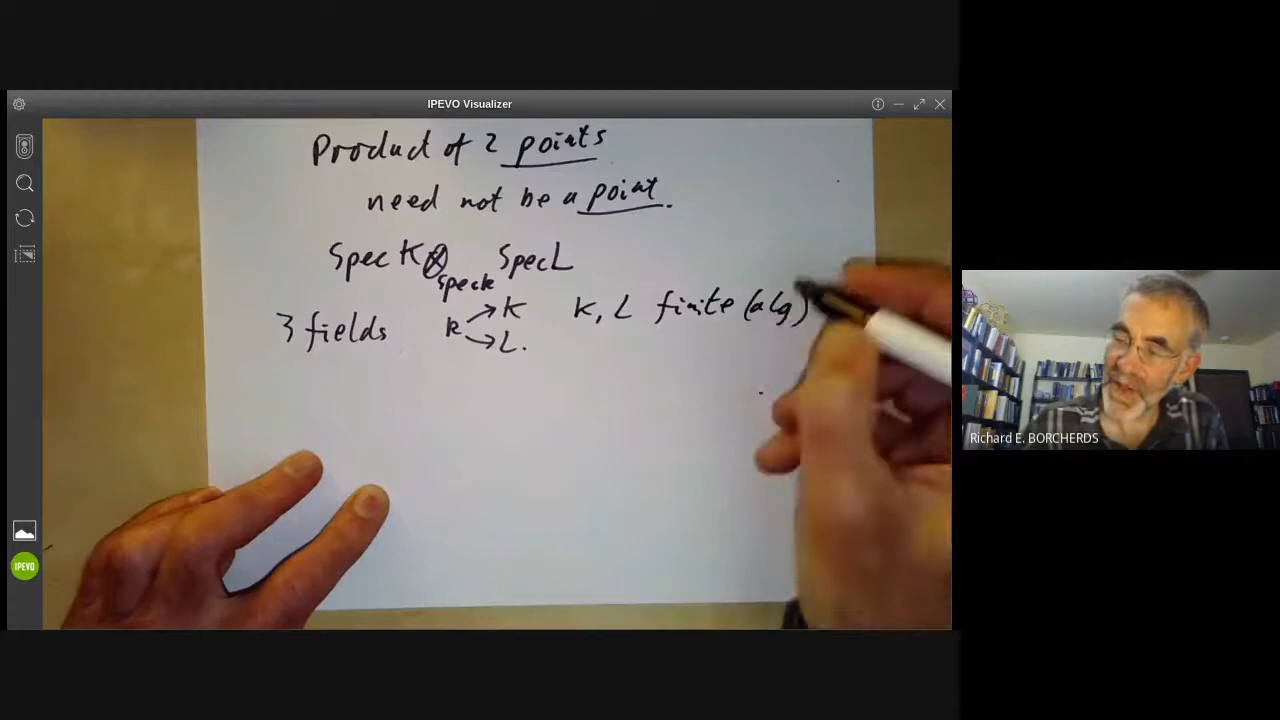 IPEVO Visualizer
Product of 2 points
need not be a point.
Spec K ⊗ Spec k Spec L
3 fields k → K → L. K, L finite (alg)
Richard E. BORCHERDS
IPEVO